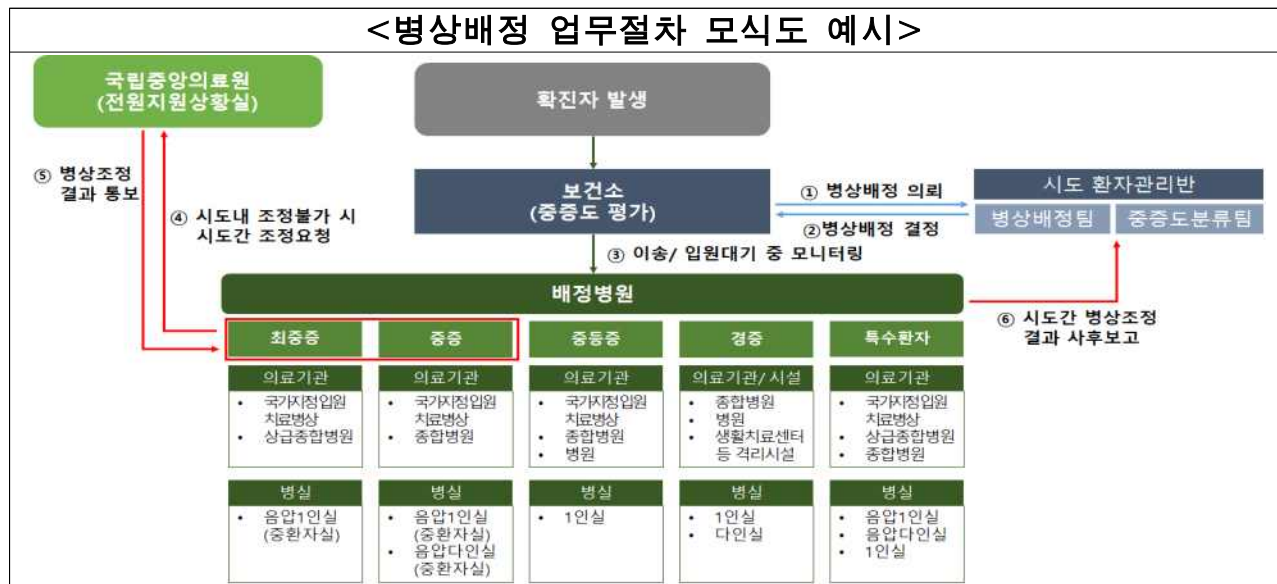 <병상배정 업무절차 모식도 예시>
국립중앙의료원
(전원지원상황실)
확진자 발생
⑤ 병상조정
결과 통보
④ 시도내 조정불가 시
시도간 조정요청
보건소
(중증도 평가)
① 병상배정 의뢰
②병상배정 결정
시도 환자관리반
병상배정팀
중증도분류팀
③ 이송/ 입원대기 중 모니터링
배정병원
⑥ 시도간 병상조정
결과 사후보고
최중증
중증
중등증
경증
특수환자
의료기관
• 국가지정입원
치료병상
• 상급종합병원
의료기관
• 국가지정입원
치료병상
• 종합병원
의료기관
• 국가지정입원
치료병상
• 종합병원
• 병원
의료기관/시설
• 종합병원
• 병원
• 생활치료센터
등 격리시설
의료기관
• 국가지정입원
치료병상
• 상급종합병원
• 종합병원
병실
• 음압1인실
(중환자실)
병실
• 음압1인실
(중환자실)
• 음압다인실
(중환자실)
병실
• 1인실
병실
• 1인실
• 다인실
병실
• 음압1인실
• 음압다인실
• 1인실